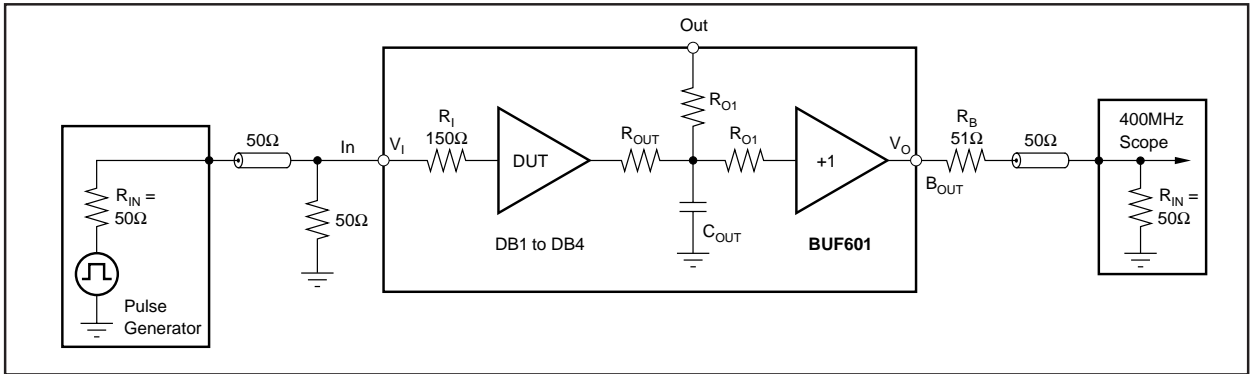 Out
R_O1
R_I
150Ω
R_OUT
R_O1
R_B
51Ω
50Ω
400MHz
Scope
50Ω
In
V_I
DUT
+1
V_O
B_OUT
R_IN =
50Ω
50Ω
C_OUT
R_IN =
50Ω
DB1 to DB4
BUF601
Pulse
Generator